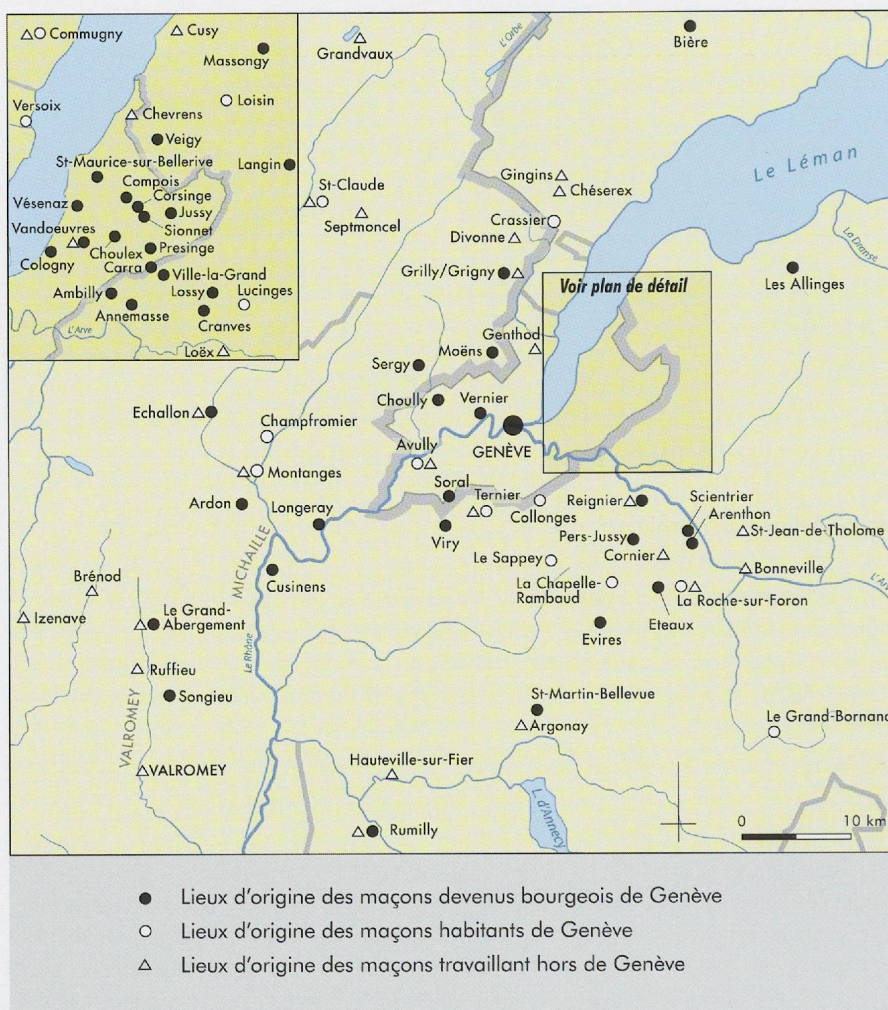 Commugny
Cusy
Massongy
Versoix
Loisin
Chevrens
Veigy
St-Maurice-sur-Bellerive
Langin
Compois
Corsinge
Vésenaz
Jussy
Vandoeuvres
Sionnet
Choulex
Presinge
Cologny
Carra
Ville-la-Grand
Ambilly
Lossy
Lucinges
Annemasse
Cranves
L'Arve
Loëx
Grandvaux
L'Orbe
Bière
Le Léman
St-Claude
Septmoncel
Gingins
Chéserex
Crassier
Divonne
Grilly/Grigny
La Dranse
Les Allinges
Voir plan de détail
Genthod
Moëns
Sergy
Choully
Vernier
GENÈVE
Echallon
Champfromier
Avully
Montanges
Soral
Ternier
Collonges
Reignier
Scientrier
Arenthon
Ardon
Longeray
Viry
Pers-Jussy
St-Jean-de-Tholome
MICHAILLE
Le Sappey
Cornier
Bonneville
L'Arv
Cusinens
Brénod
La Chapelle-
Rambaud
La Roche-sur-Foron
Izenave
Le Grand-
Abergement
Eteaux
Evires
Le Rhône
Ruffieu
Songieu
VALROMEY
St-Martin-Bellevue
Argonay
Le Grand-Bornand
VALROMEY
Hauteville-sur-Fier
L. d'Annecy
Rumilly
0 10 km
Lieux d'origine des maçons devenus bourgeois de Genève
Lieux d'origine des maçons habitants de Genève
Lieux d'origine des maçons travaillant hors de Genève